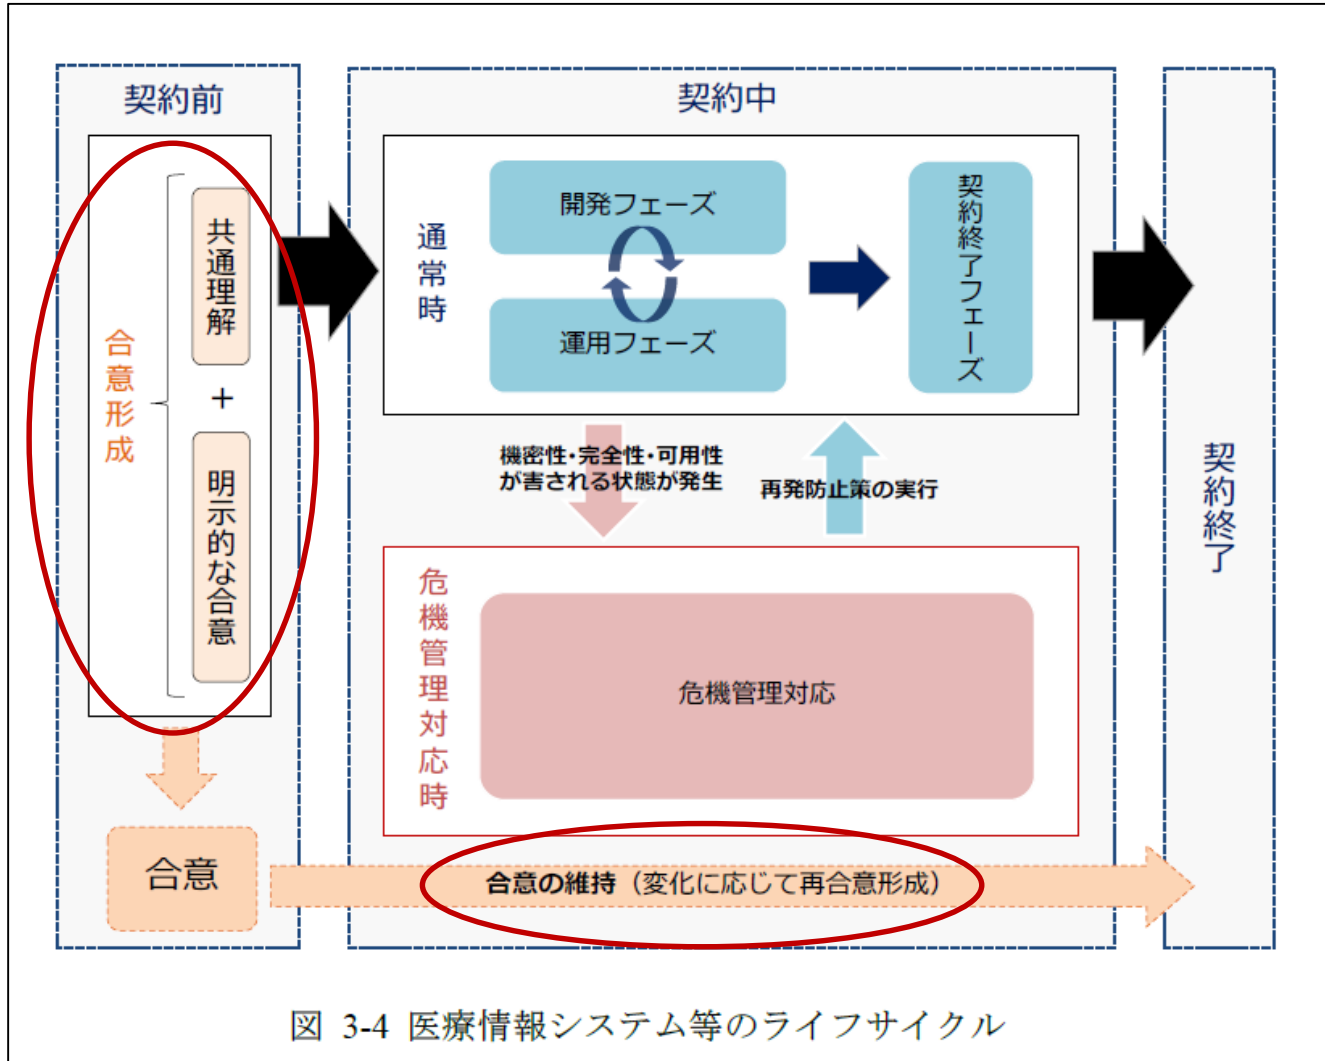 契約前
合意形成
共通理解
+
明示的な合意
合意
契約中
通常時
開発フェーズ
運用フェーズ
契約終了フェーズ
機密性・完全性・可用性
が害される状態が発生
再発防止策の実行
危機管理対応時
危機管理対応
合意の維持（変化に応じて再合意形成）
契約終了
図 3-4 医療情報システム等のライフサイクル